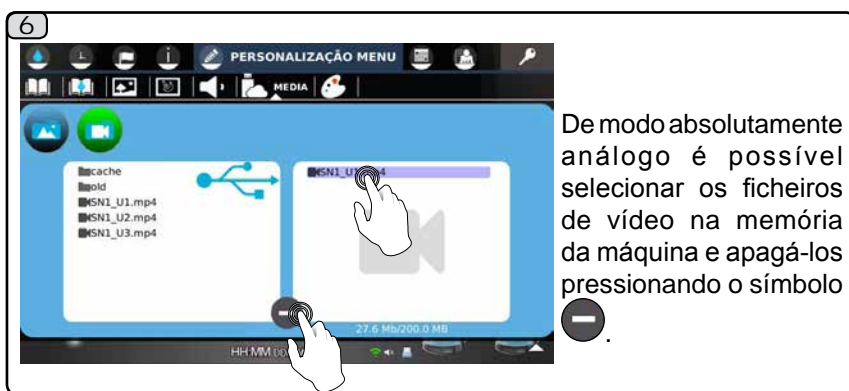 6
PERSONALIZAÇÃO MENU
MEDIA
cache
old
SN1_U1.mp4
SN1_U2.mp4
SN1_U3.mp4
27.6 Mb/200.0 MB
HH:MM
De modo absolutamente
análogo é possível
selecionar os ficheiros
de vídeo na memória
da máquina e apagá-los
pressionando o símbolo
.